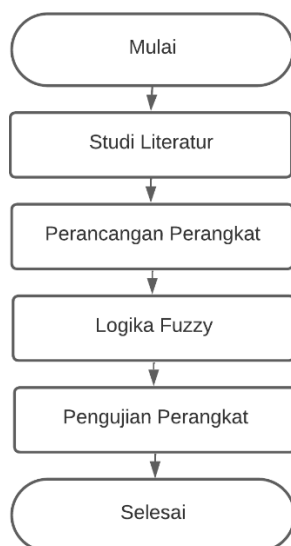 Mulai
Studi Literatur
Perancangan Perangkat
Logika Fuzzy
Pengujian Perangkat
Selesai